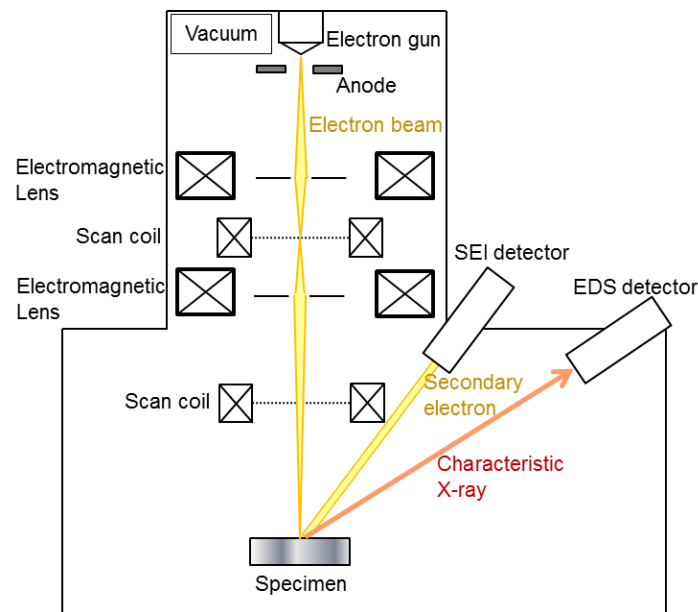 Vacuum
Electron gun
Anode
Electron beam
Electromagnetic
Lens
Scan coil
SEI detector
EDS detector
Electromagnetic
Lens
Secondary
electron
Scan coil
Characteristic
X-ray
Specimen